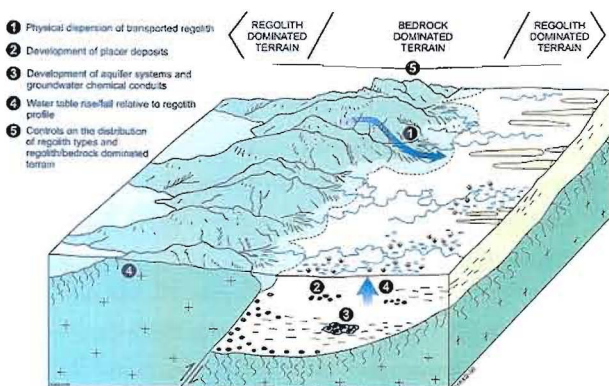 1 Physical dispersion of transported regolith
2 Development of placer deposits
3 Development of aquifer systems and
groundwater chemical conduits
4 Water table rise/fall relative to regolith
profile
5 Controls on the distribution
of regolith types and
regolith/bedrock dominated
terrain
REGOLITH
DOMINATED
TERRAIN
BEDROCK
DOMINATED
TERRAIN
REGOLITH
DOMINATED
TERRAIN
5
1
4
2
4
3